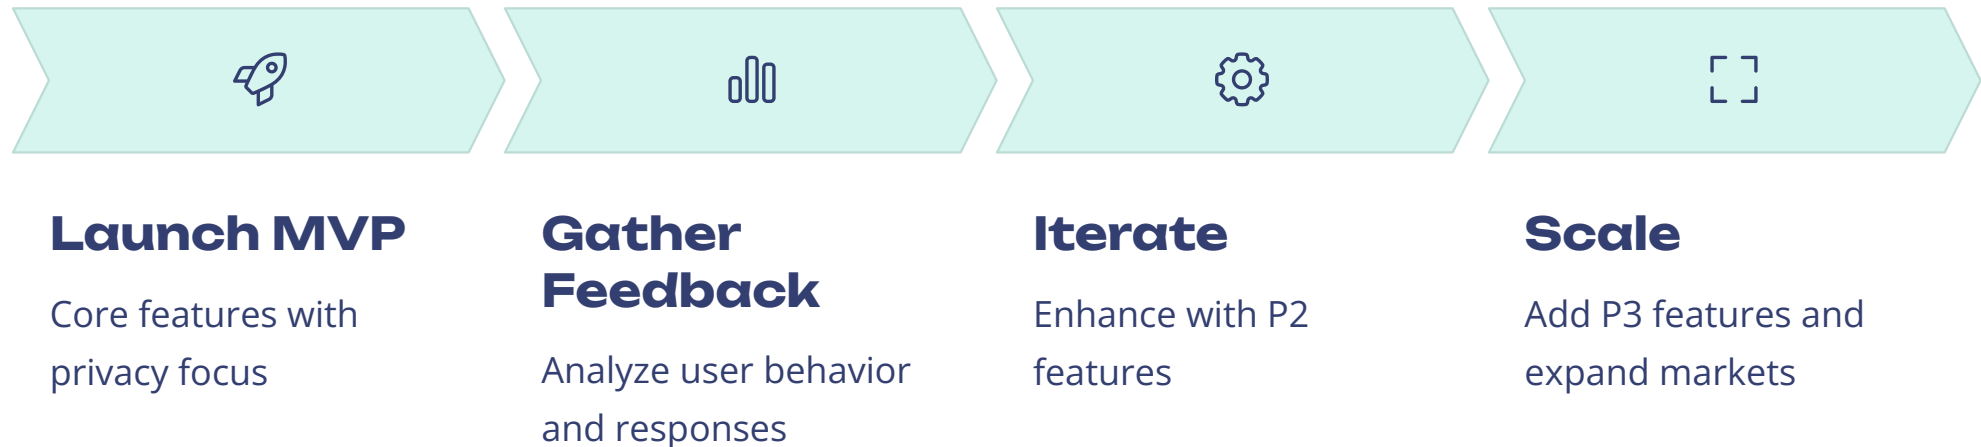 Launch MVP
Core features with
privacy focus
Gather
Feedback
Analyze user behavior
and responses
Iterate
Enhance with P2
features
Scale
Add P3 features and
expand markets